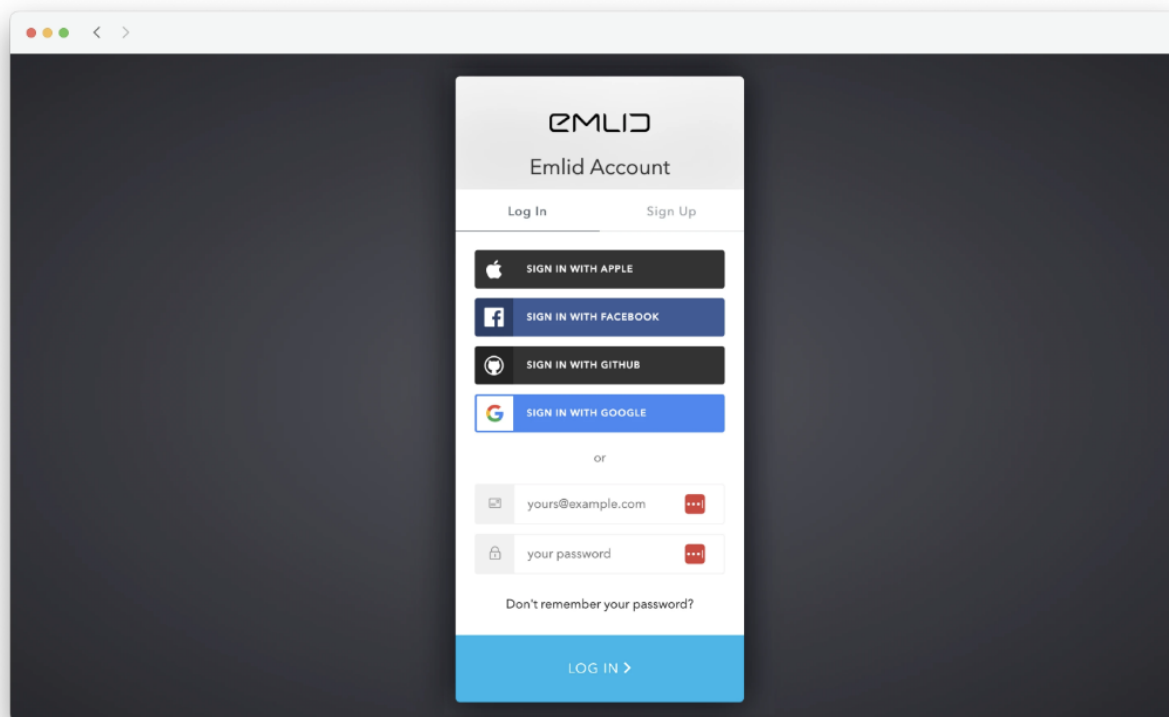 EMLID
Emlid Account
Log In
Sign Up
SIGN IN WITH APPLE
SIGN IN WITH FACEBOOK
SIGN IN WITH GITHUB
SIGN IN WITH GOOGLE
or
yours@example.com
your password
Don't remember your password?
LOG IN